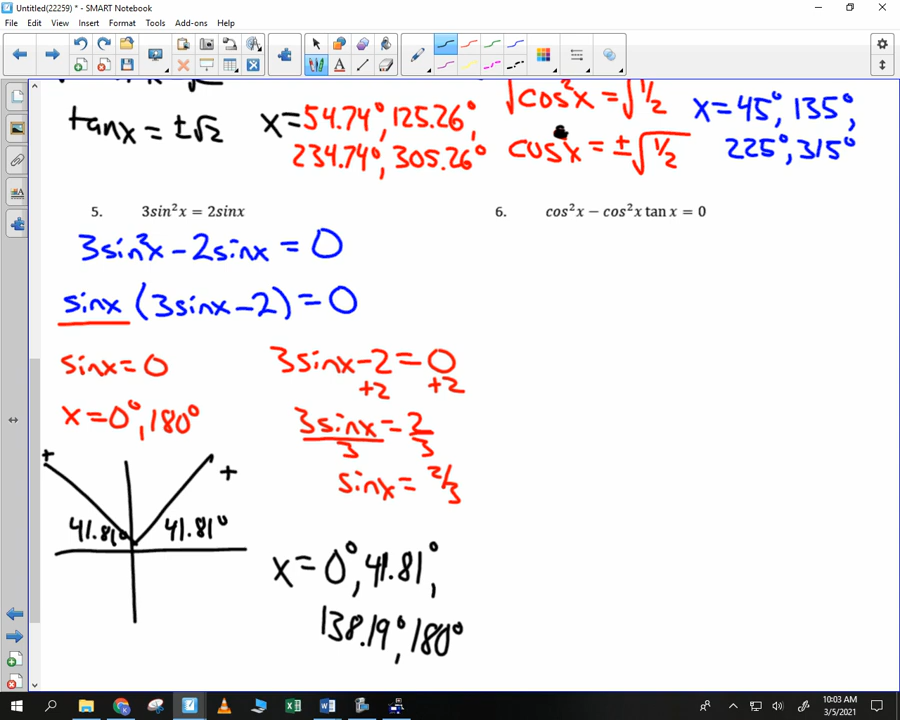 Untitled(22259) * - SMART Notebook
File Edit View Insert Format Tools Add-ons Help
tanx = ±√2
x=54.74°,125.26°,
234.74°,305.26°
√cos²x = √1/2
cosx = ±√1/2
x=45°,135°,
225°,315°
5. 3sin²x = 2sinx
3sin²x - 2sinx = 0
sinx (3sinx-2)=0
sinx=0
x=0°,180°
3sinx-2=0
+2 +2
3sinx = 2
3 3
sinx = 2/3
+ +
41.81° 41.81°
x=0°,41.81°,
138.19°,180°
6. cos²x − cos²x tan x = 0
10:03 AM
3/5/2021